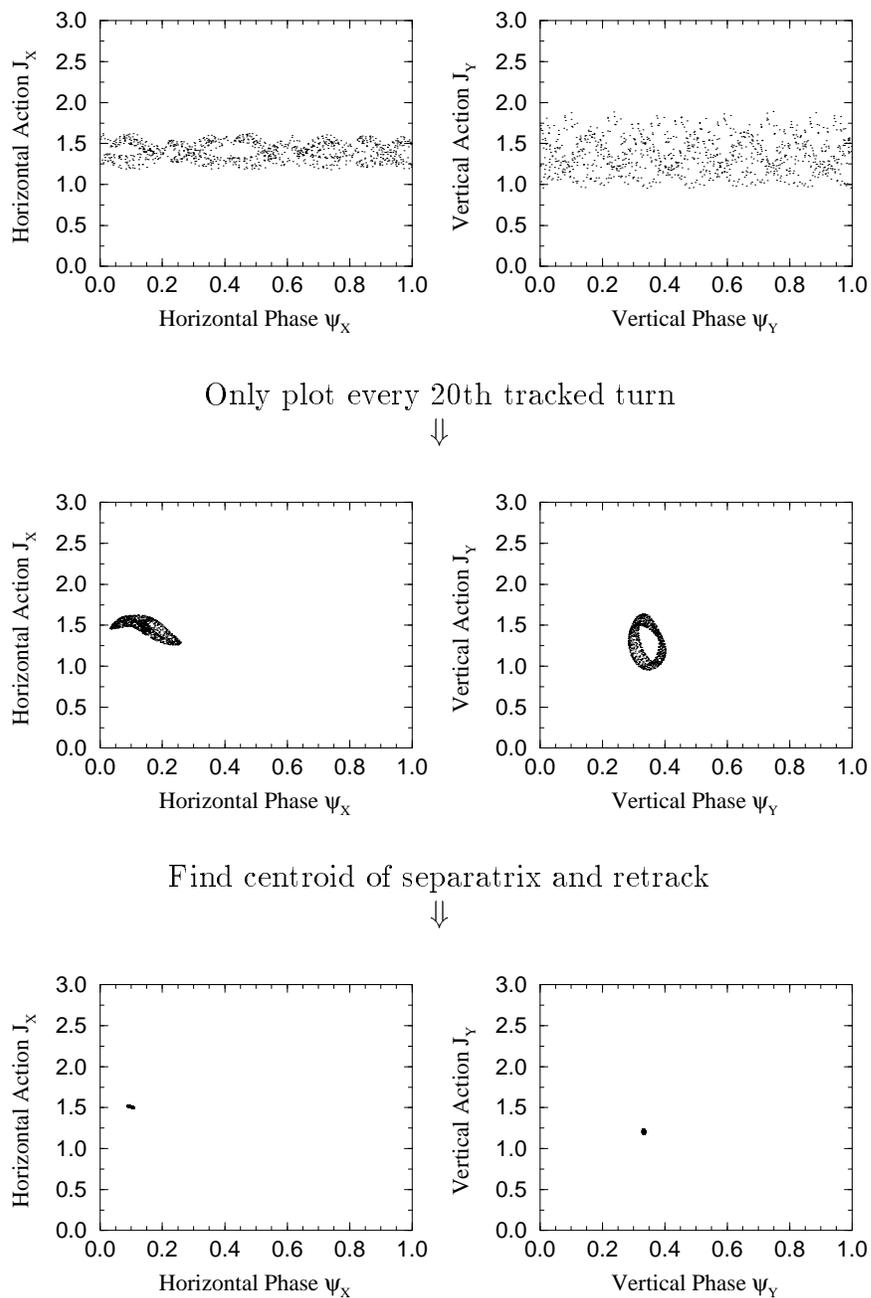 3.0 3.0
2.5 2.5
2.0 2.0
1.5 1.5
1.0 1.0
0.5 0.5
0.0 0.0
Horizontal Action J_X
Vertical Action J_Y
0.0 0.2 0.4 0.6 0.8 1.0 0.0 0.2 0.4 0.6 0.8 1.0
Horizontal Phase ψ_X Vertical Phase ψ_Y
Only plot every 20th tracked turn
⇓
3.0 3.0
2.5 2.5
2.0 2.0
1.5 1.5
1.0 1.0
0.5 0.5
0.0 0.0
Horizontal Action J_X
Vertical Action J_Y
0.0 0.2 0.4 0.6 0.8 1.0 0.0 0.2 0.4 0.6 0.8 1.0
Horizontal Phase ψ_X Vertical Phase ψ_Y
Find centroid of separatrix and retrack
⇓
3.0 3.0
2.5 2.5
2.0 2.0
1.5 1.5
1.0 1.0
0.5 0.5
0.0 0.0
Horizontal Action J_X
Vertical Action J_Y
0.0 0.2 0.4 0.6 0.8 1.0 0.0 0.2 0.4 0.6 0.8 1.0
Horizontal Phase ψ_X Vertical Phase ψ_Y